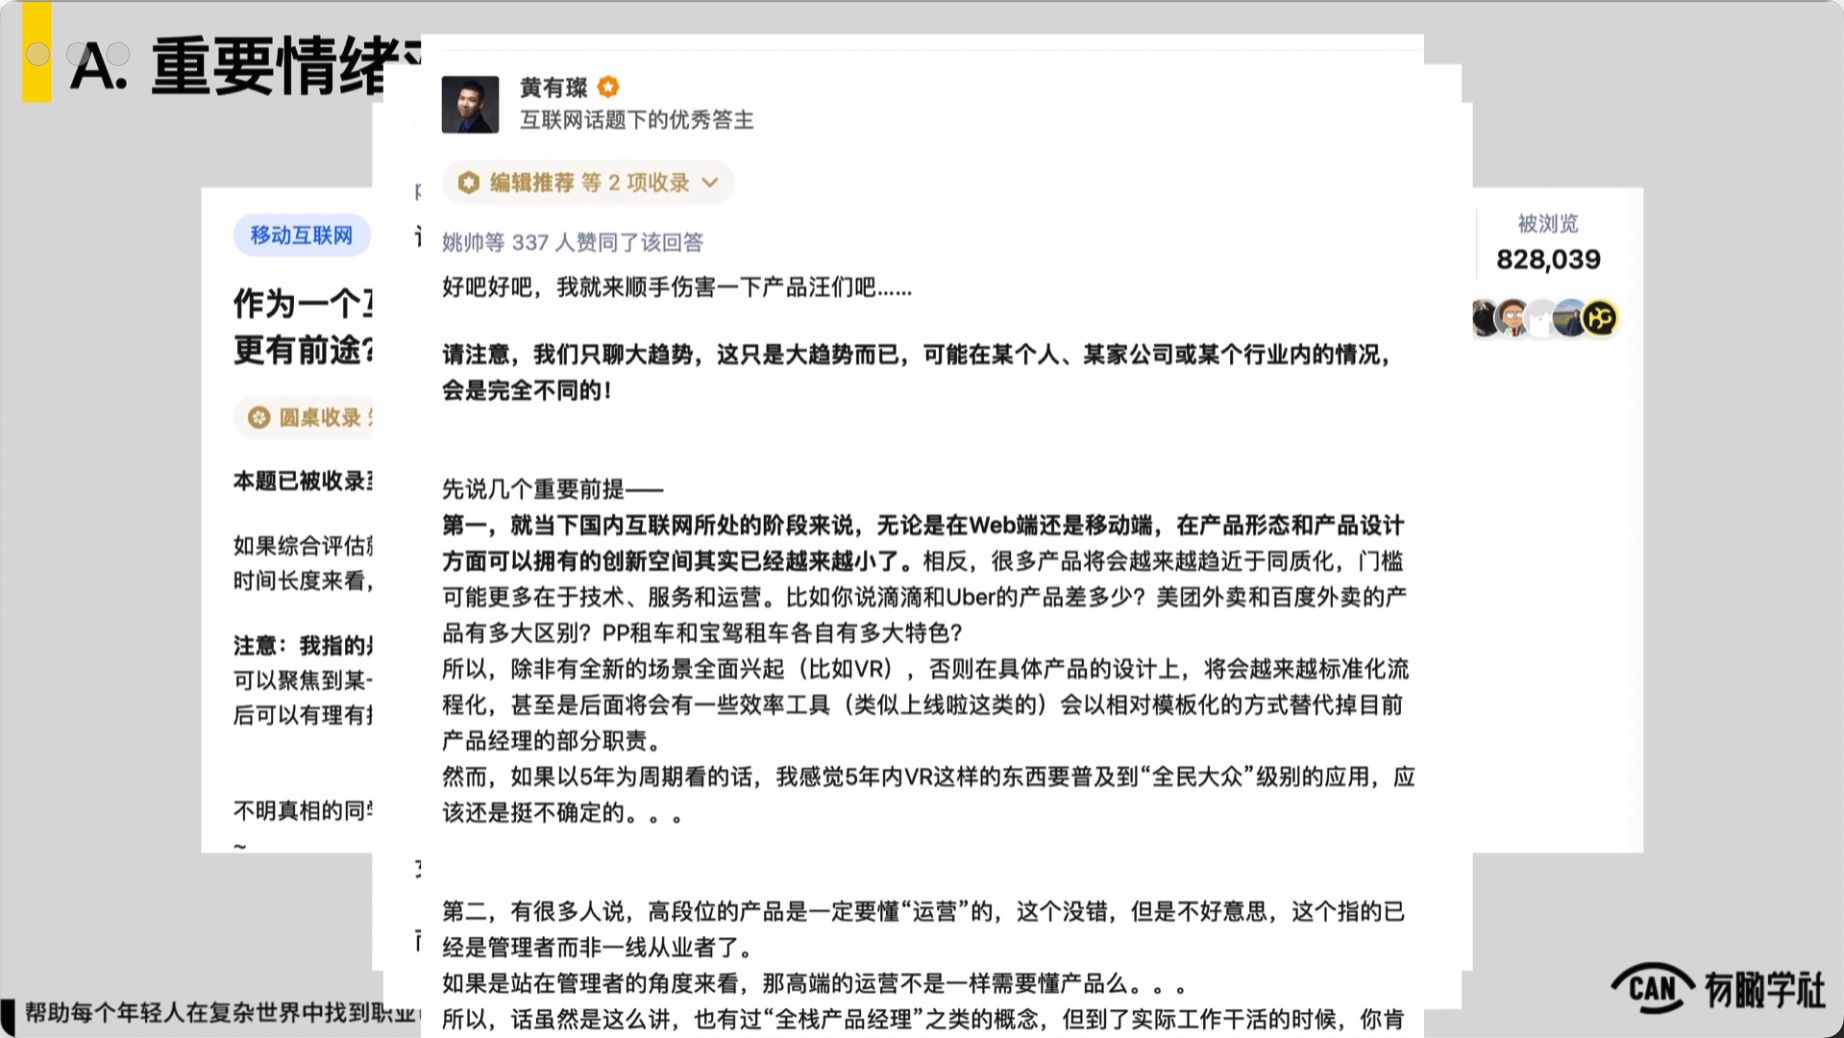 A. 重要情绪
黄有璨
互联网话题下的优秀答主
编辑推荐 等 2 项收录
姚帅等 337 人赞同了该回答
好吧好吧，我就来顺手伤害一下产品汪们吧……
请注意，我们只聊大趋势，这只是大趋势而已，可能在某个人、某家公司或某个行业内的情况，
会是完全不同的！
先说几个重要前提——
第一，就当下国内互联网所处的阶段来说，无论是在Web端还是移动端，在产品形态和产品设计
方面可以拥有的创新空间其实已经越来越小了。相反，很多产品将会越来越趋近于同质化，门槛
可能更多在于技术、服务和运营。比如你说滴滴和Uber的产品差多少？美团外卖和百度外卖的产
品有多大区别？PP租车和宝驾租车各自有多大特色？
所以，除非有全新的场景全面兴起（比如VR），否则在具体产品的设计上，将会越来越标准化流
程化，甚至是后面将会有一些效率工具（类似上线啦这类的）会以相对模板化的方式替代掉目前
产品经理的部分职责。
然而，如果以5年为周期看的话，我感觉5年内VR这样的东西要普及到“全民大众”级别的应用，应
该还是挺不确定的。。。
第二，有很多人说，高段位的产品是一定要懂“运营”的，这个没错，但是不好意思，这个指的已
经是管理者而非一线从业者了。
如果是站在管理者的角度来看，那高端的运营不是一样需要懂产品么。。。
所以，话虽然是这么讲，也有过“全栈产品经理”之类的概念，但到了实际工作干活的时候，你肯
移动互联网
作为一个
更有前途？
圆桌收录
本题已被收录
如果综合评估
时间长度来看，
注意：我指的
可以聚焦到某
后可以有理有
不明真相的同
~
被浏览
828,039
帮助每个年轻人在复杂世界中找到职业
CAN 有瞰学社